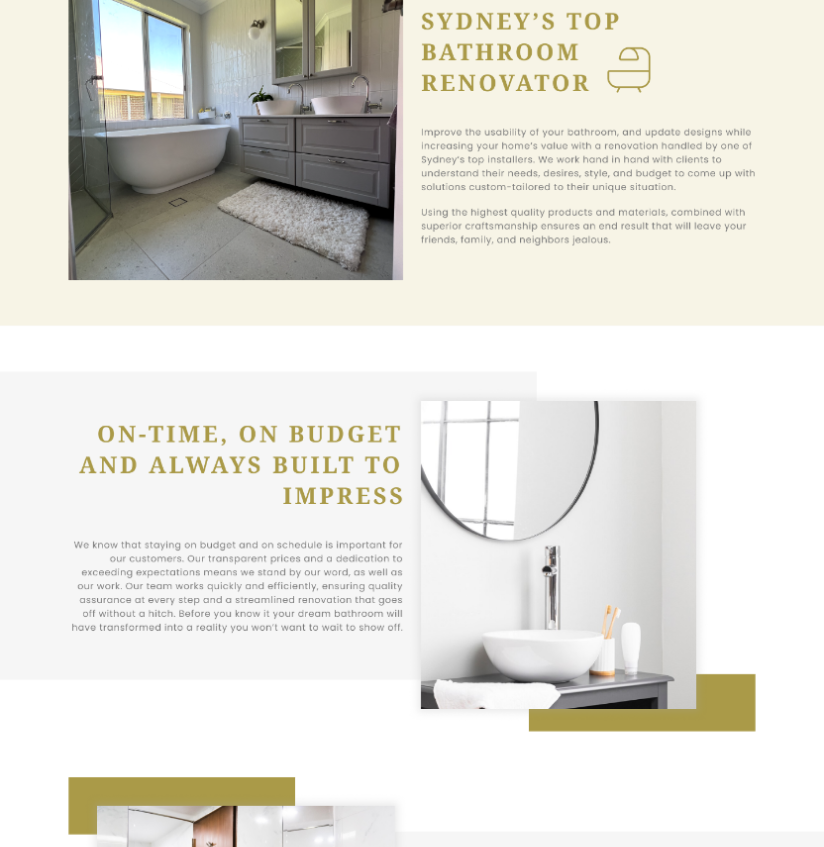 SYDNEY’S TOP
BATHROOM
RENOVATOR
Improve the usability of your bathroom, and update designs while
increasing your home’s value with a renovation handled by one of
Sydney’s top installers. We work hand in hand with clients to
understand their needs, desires, style, and budget to come up with
solutions custom-tailored to their unique situation.
Using the highest quality products and materials, combined with
superior craftsmanship ensures an end result that will leave your
friends, family, and neighbors jealous.
ON-TIME, ON BUDGET
AND ALWAYS BUILT TO
IMPRESS
We know that staying on budget and on schedule is important for
our customers. Our transparent prices and a dedication to
exceeding expectations means we stand by our word, as well as
our work. Our team works quickly and efficiently, ensuring quality
assurance at every step and a streamlined renovation that goes
off without a hitch. Before you know it your dream bathroom will
have transformed into a reality you won’t want to wait to show off.